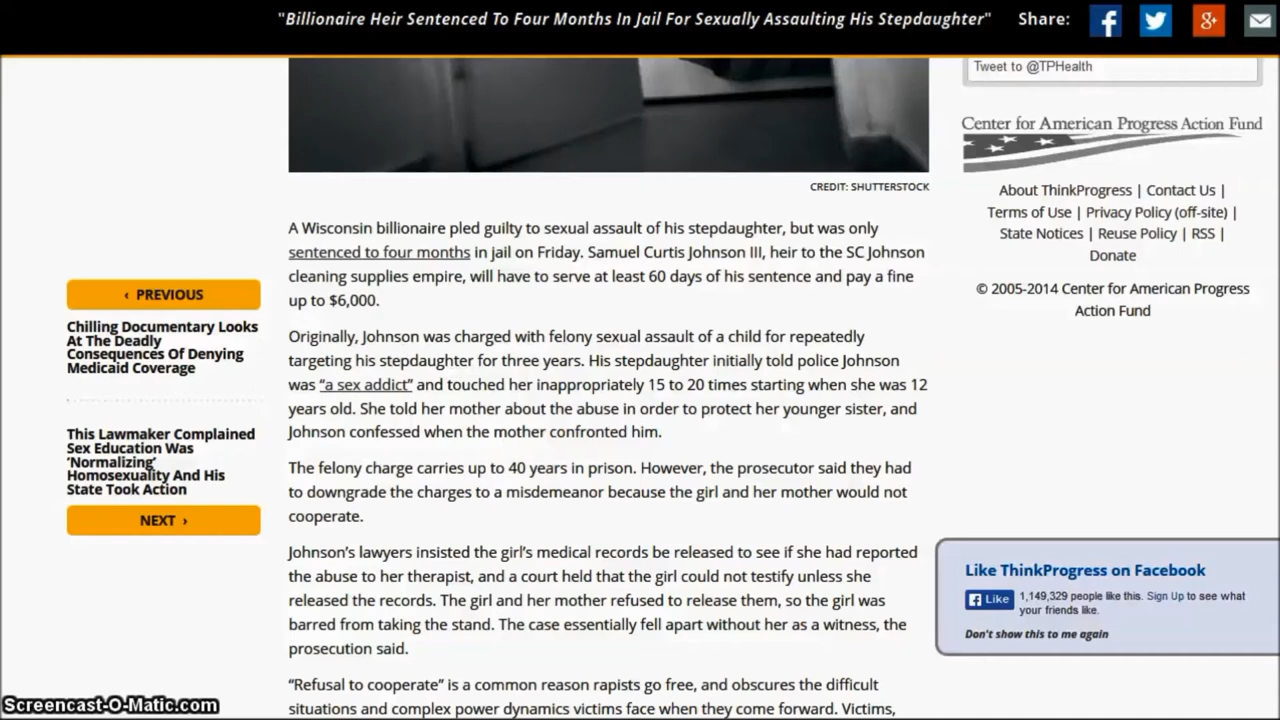 "Billionaire Heir Sentenced To Four Months In Jail For Sexually Assaulting His Stepdaughter"
Share:
Tweet to @TPHealth
Center for American Progress Action Fund
About ThinkProgress | Contact Us |
Terms of Use | Privacy Policy (off-site) |
State Notices | Reuse Policy | RSS |
Donate
© 2005-2014 Center for American Progress
Action Fund
CREDIT: SHUTTERSTOCK
A Wisconsin billionaire pled guilty to sexual assault of his stepdaughter, but was only
sentenced to four months in jail on Friday. Samuel Curtis Johnson III, heir to the SC Johnson
cleaning supplies empire, will have to serve at least 60 days of his sentence and pay a fine
up to $6,000.
Originally, Johnson was charged with felony sexual assault of a child for repeatedly
targeting his stepdaughter for three years. His stepdaughter initially told police Johnson
was “a sex addict” and touched her inappropriately 15 to 20 times starting when she was 12
years old. She told her mother about the abuse in order to protect her younger sister, and
Johnson confessed when the mother confronted him.
The felony charge carries up to 40 years in prison. However, the prosecutor said they had
to downgrade the charges to a misdemeanor because the girl and her mother would not
cooperate.
Johnson’s lawyers insisted the girl’s medical records be released to see if she had reported
the abuse to her therapist, and a court held that the girl could not testify unless she
released the records. The girl and her mother refused to release them, so the girl was
barred from taking the stand. The case essentially fell apart without her as a witness, the
prosecution said.
“Refusal to cooperate” is a common reason rapists go free, and obscures the difficult
situations and complex power dynamics victims face when they come forward. Victims,
‹ PREVIOUS
Chilling Documentary Looks
At The Deadly
Consequences Of Denying
Medicaid Coverage
This Lawmaker Complained
Sex Education Was
‘Normalizing’
Homosexuality And His
State Took Action
NEXT ›
Like ThinkProgress on Facebook
Like
1,149,329 people like this. Sign Up to see what
your friends like.
Don't show this to me again
Screencast-O-Matic.com